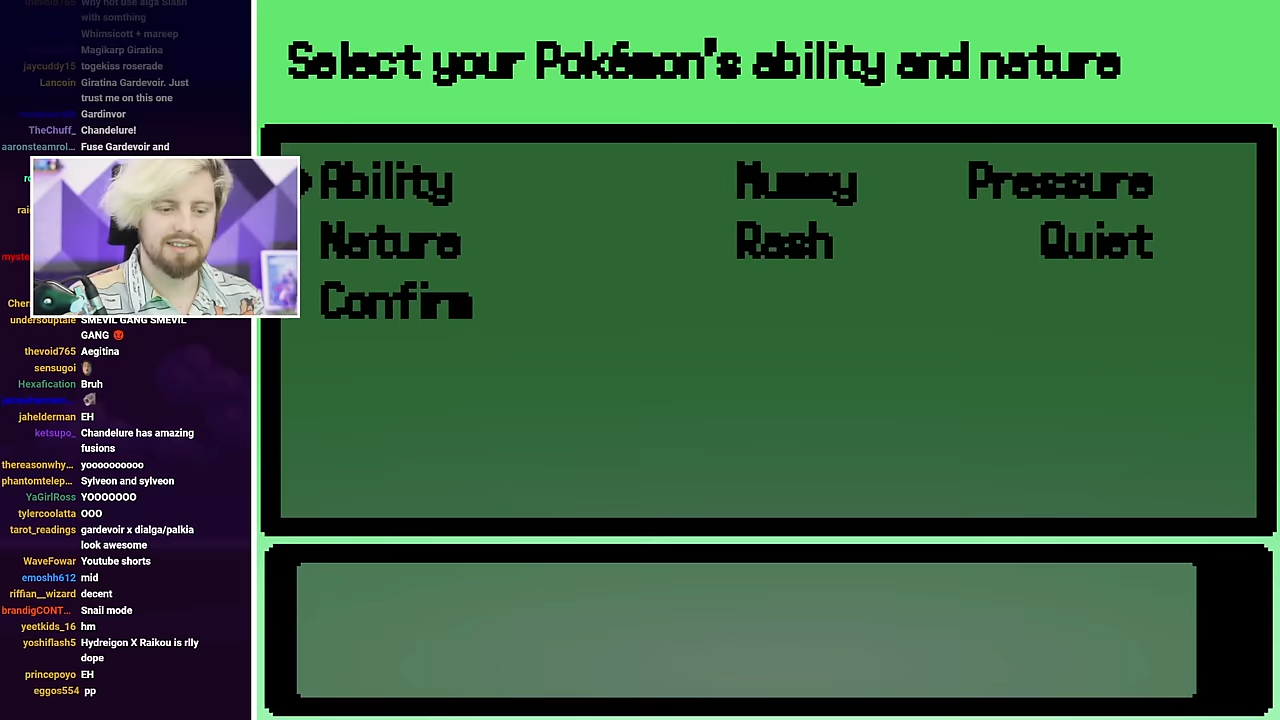 thevoid765 Why not use aiga Slash
with somthing
Whimsicott + mareep
Magikarp Giratina
jaycuddy15 togekiss roserade
Lancoin Giratina Gardevoir. Just
trust me on this one
Gardinvor
TheChuff_ Chandelure!
aaronsteamrol... Fuse Gardevoir and
undersouptale SMEVIL GANG SMEVIL
GANG
thevoid765 Aegitina
sensugoi
Hexafication Bruh
jahelderman EH
ketsupo_ Chandelure has amazing
fusions
thereasonwhy... yoooooooooo
phantomtelep... Sylveon and sylveon
YaGirlRoss YOOOOOOO
tylercoolatta OOO
tarot_readings gardevoir x dialga/palkia
look awesome
WaveFowar Youtube shorts
emoshh612 mid
riffian__wizard decent
brandigCONT... Snail mode
yeetkids_16 hm
yoshiflash5 Hydreigon X Raikou is rlly
dope
princepoyo EH
eggos554 pp
Select your Pokémon's ability and nature
Ability Mummy Pressure
Nature Rash Quiet
Confirm